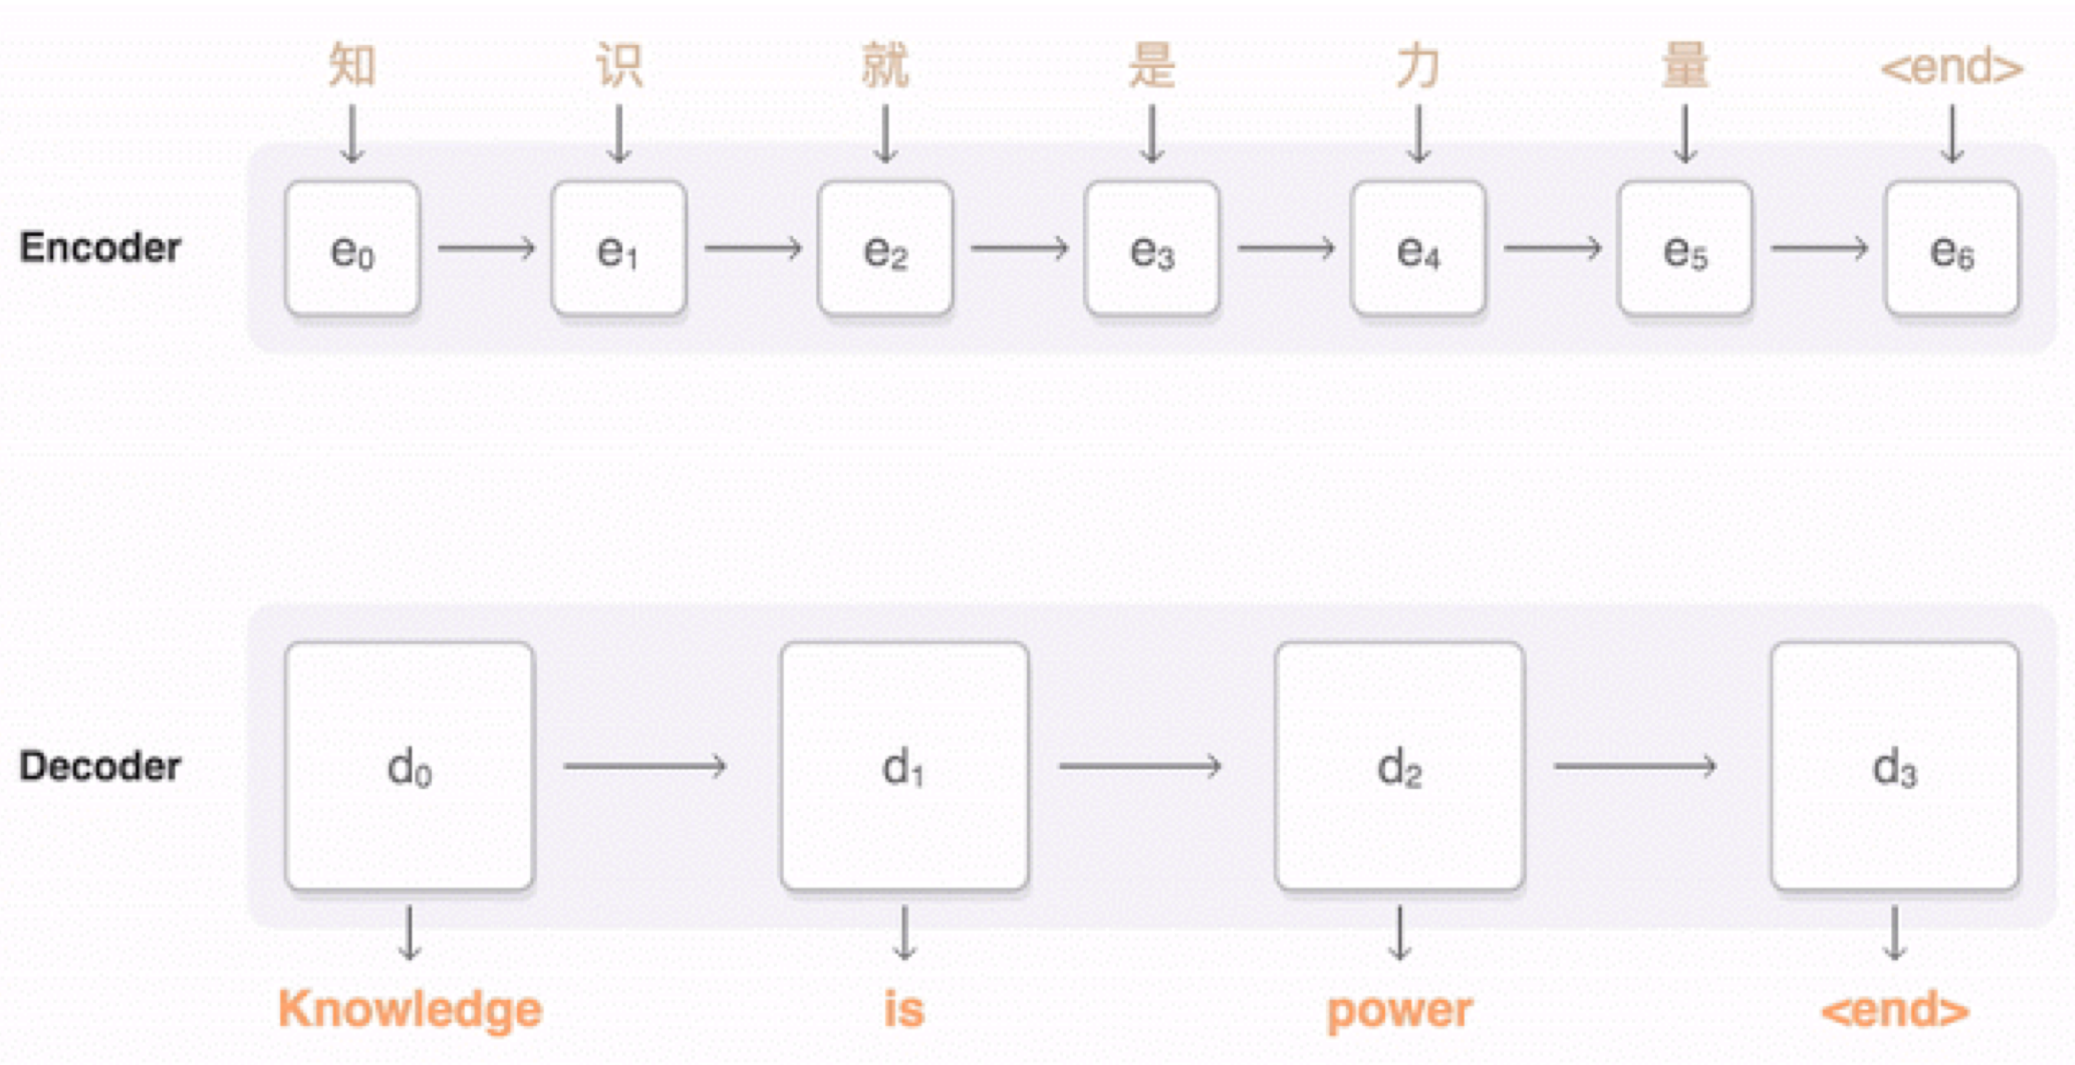 知 识 就 是 力 量 <end>
Encoder e₀ e₁ e₂ e₃ e₄ e₅ e₆
Decoder d₀ d₁ d₂ d₃
Knowledge is power <end>